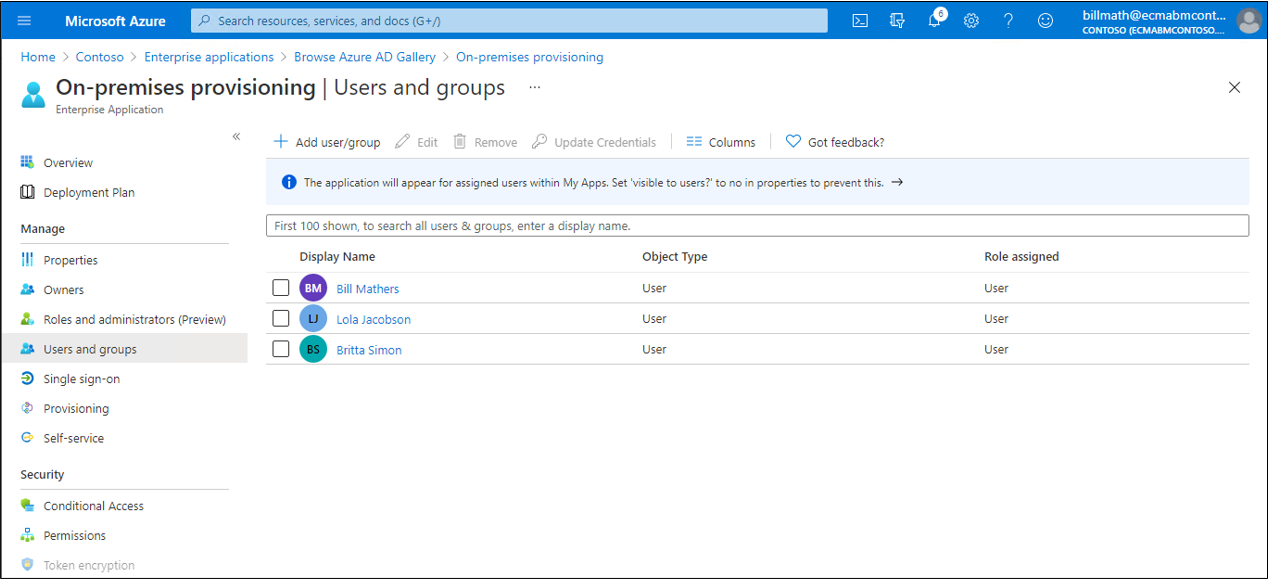 Microsoft Azure
Search resources, services, and docs (G+/)
6
billmath@ecmabmcont...
CONTOSO (ECMABMCONTOSO....
Home > Contoso > Enterprise applications > Browse Azure AD Gallery > On-premises provisioning
On-premises provisioning | Users and groups ...
Enterprise Application
«
Overview
Deployment Plan
Manage
Properties
Owners
Roles and administrators (Preview)
Users and groups
Single sign-on
Provisioning
Self-service
Security
Conditional Access
Permissions
Token encryption
Add user/group Edit Remove Update Credentials Columns Got feedback?
The application will appear for assigned users within My Apps. Set 'visible to users?' to no in properties to prevent this. →
First 100 shown, to search all users & groups, enter a display name.
Display Name Object Type Role assigned
BM Bill Mathers User User
LJ Lola Jacobson User User
BS Britta Simon User User